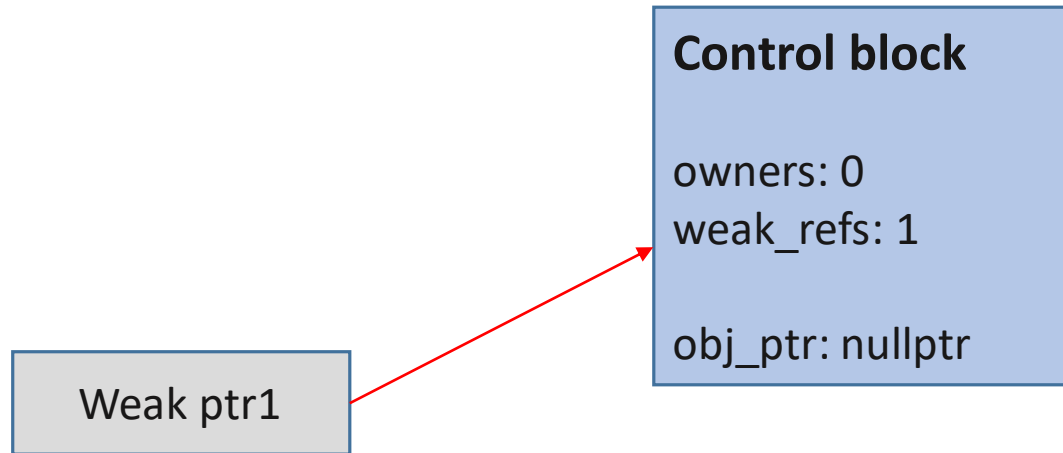 Control block
owners: 0
weak_refs: 1
obj_ptr: nullptr
Weak ptr1